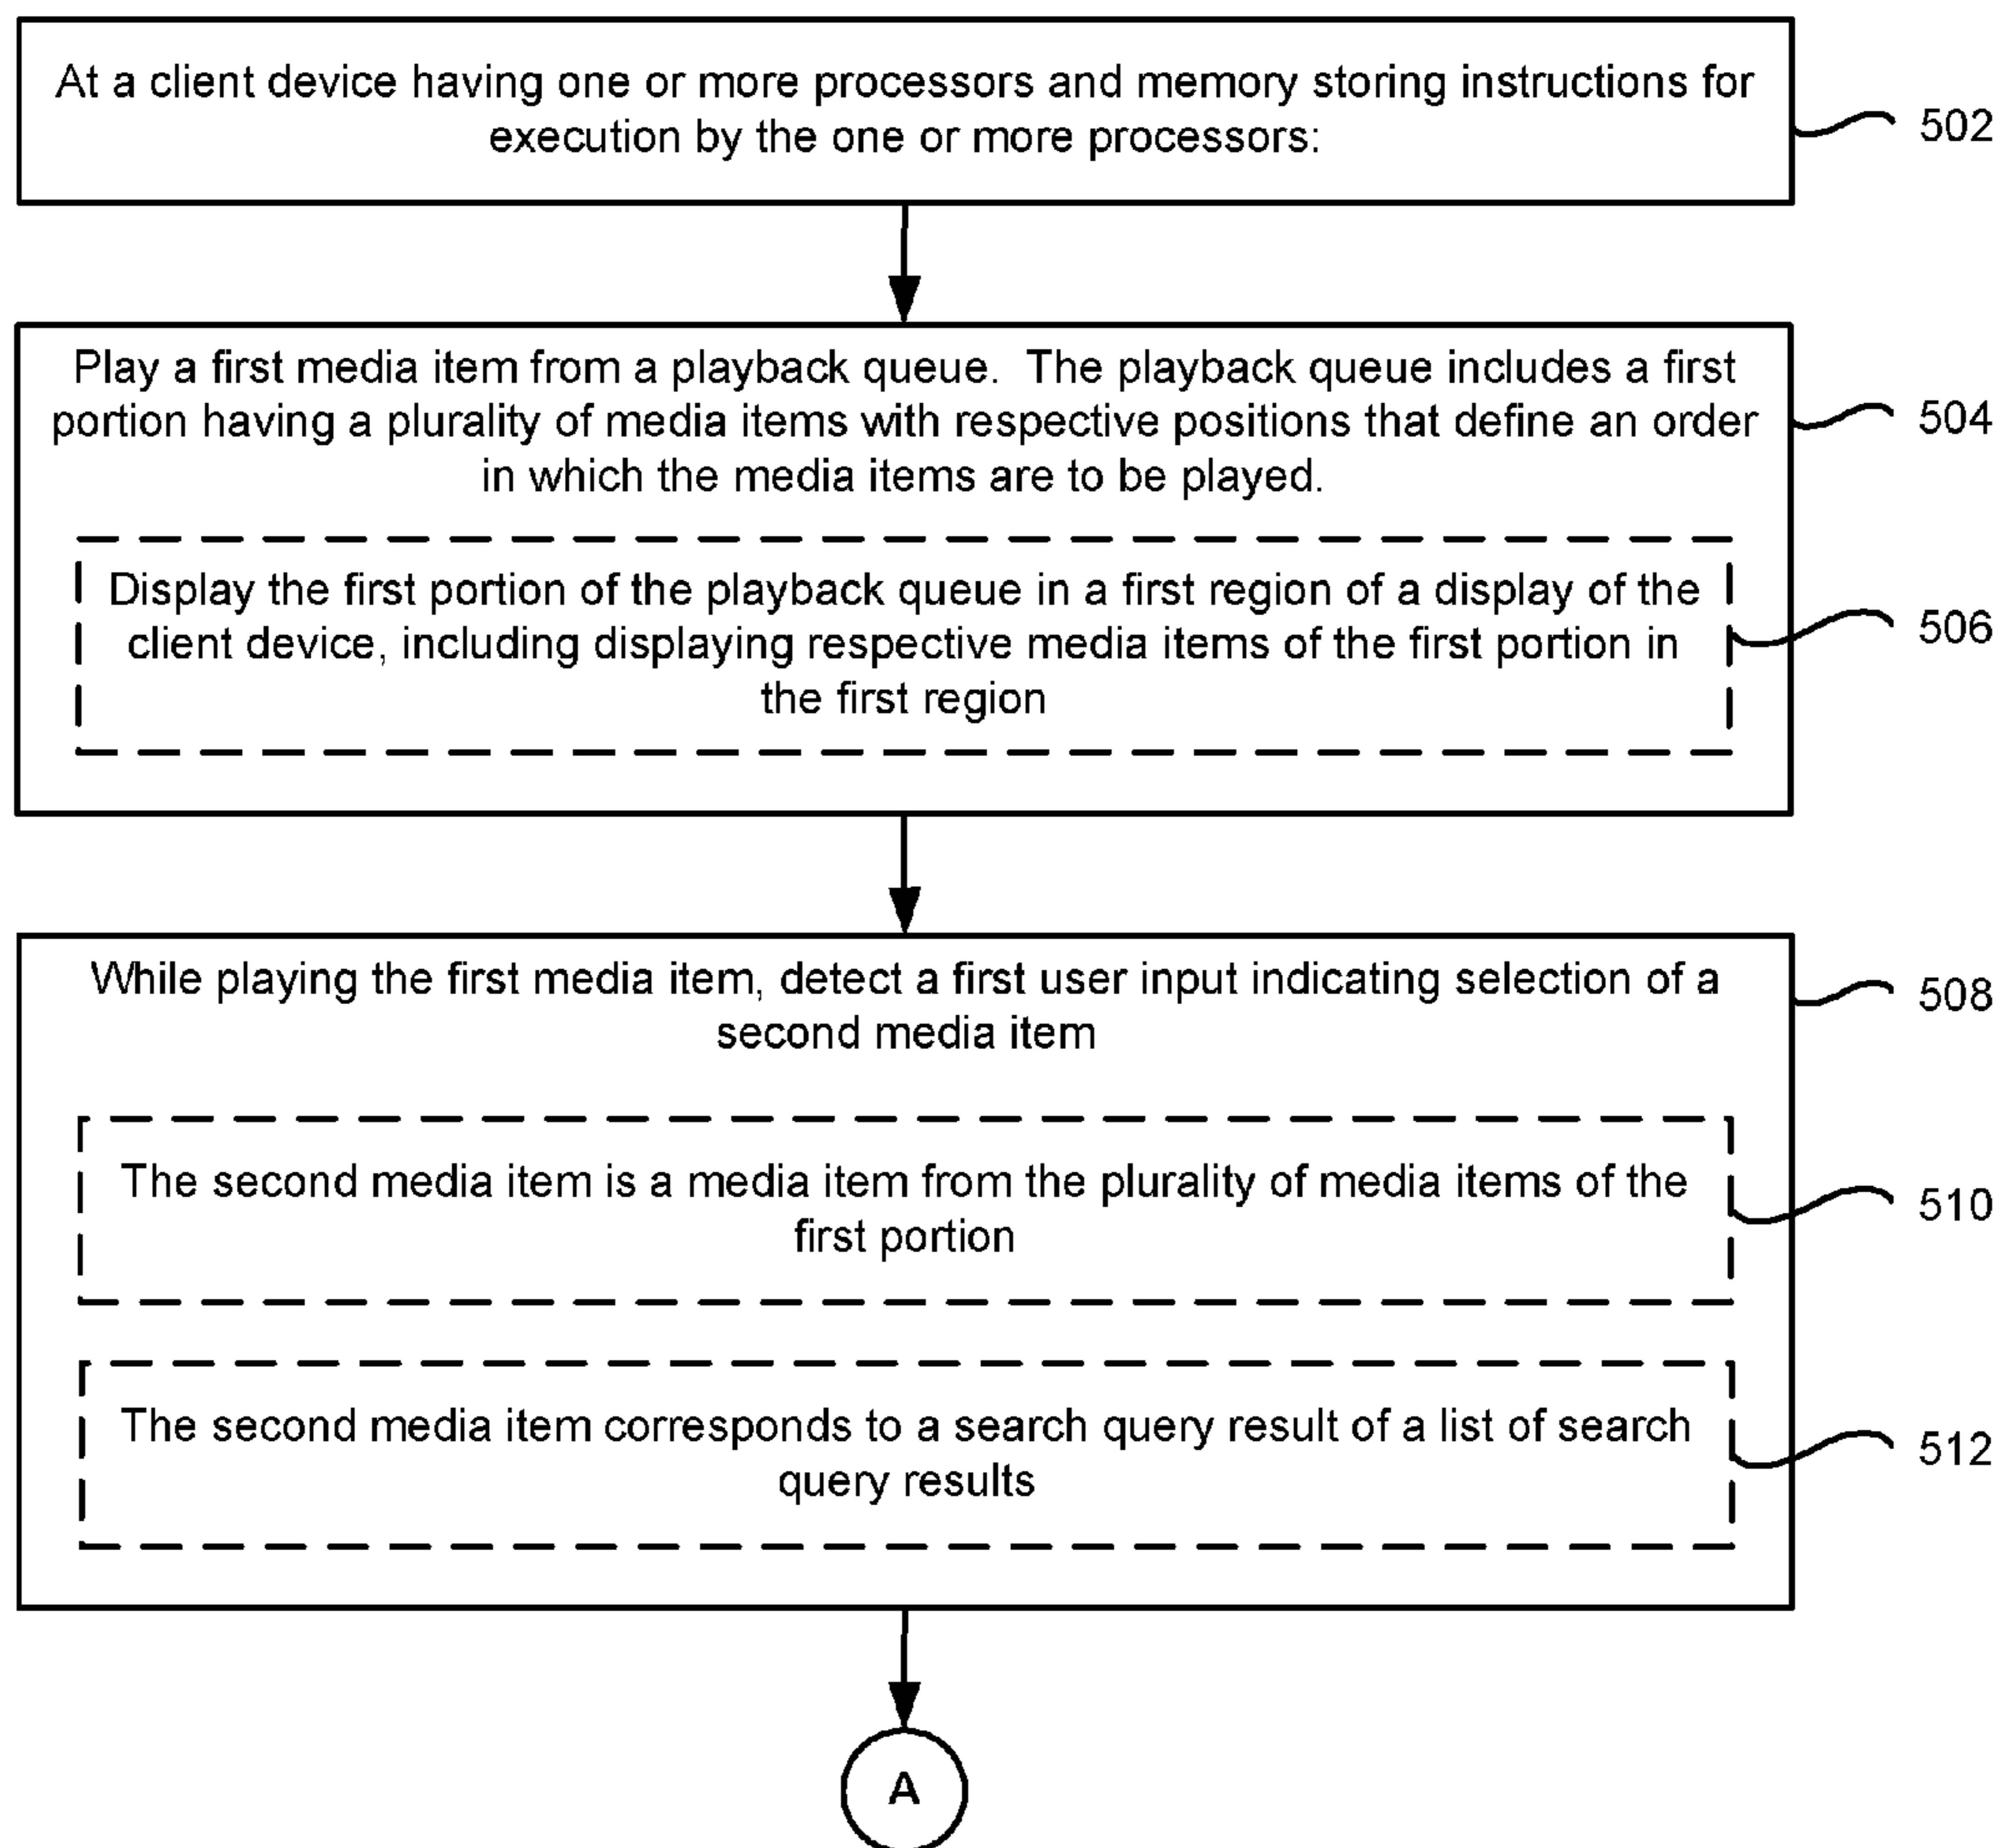 At a client device having one or more processors and memory storing instructions for
execution by the one or more processors:
502
Play a first media item from a playback queue.  The playback queue includes a first
portion having a plurality of media items with respective positions that define an order
in which the media items are to be played.
504
Display the first portion of the playback queue in a first region of a display of the
client device, including displaying respective media items of the first portion in
the first region
506
While playing the first media item, detect a first user input indicating selection of a
second media item
508
The second media item is a media item from the plurality of media items of the
first portion
510
The second media item corresponds to a search query result of a list of search
query results
512
A